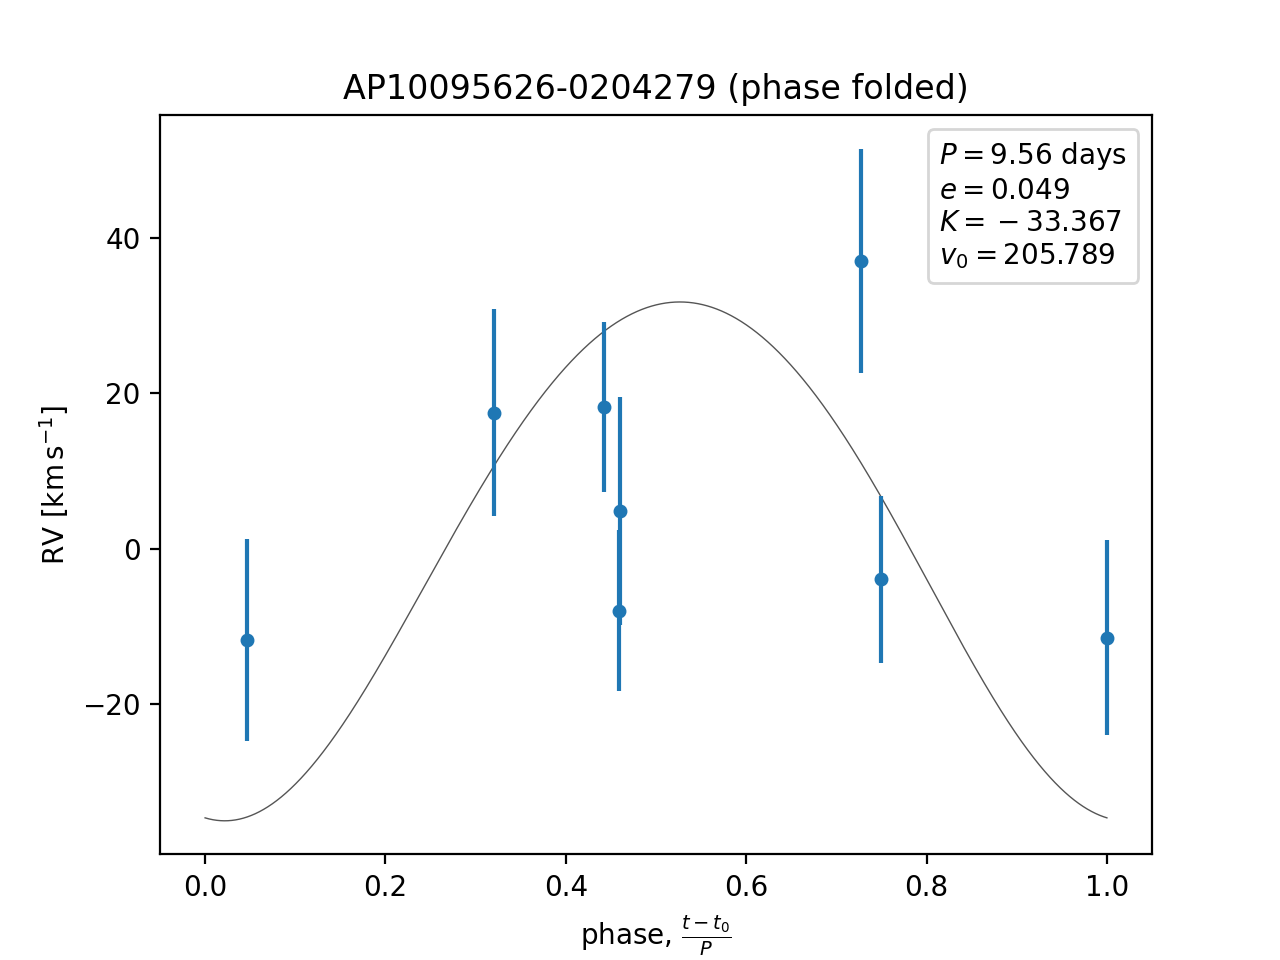 AP10095626-0204279 (phase folded)
P = 9.56 days
e = 0.049
K = −33.367
v₀ = 205.789
RV [km s⁻¹]
40
20
0
−20
0.0 0.2 0.4 0.6 0.8 1.0
phase, (t − t₀)/P